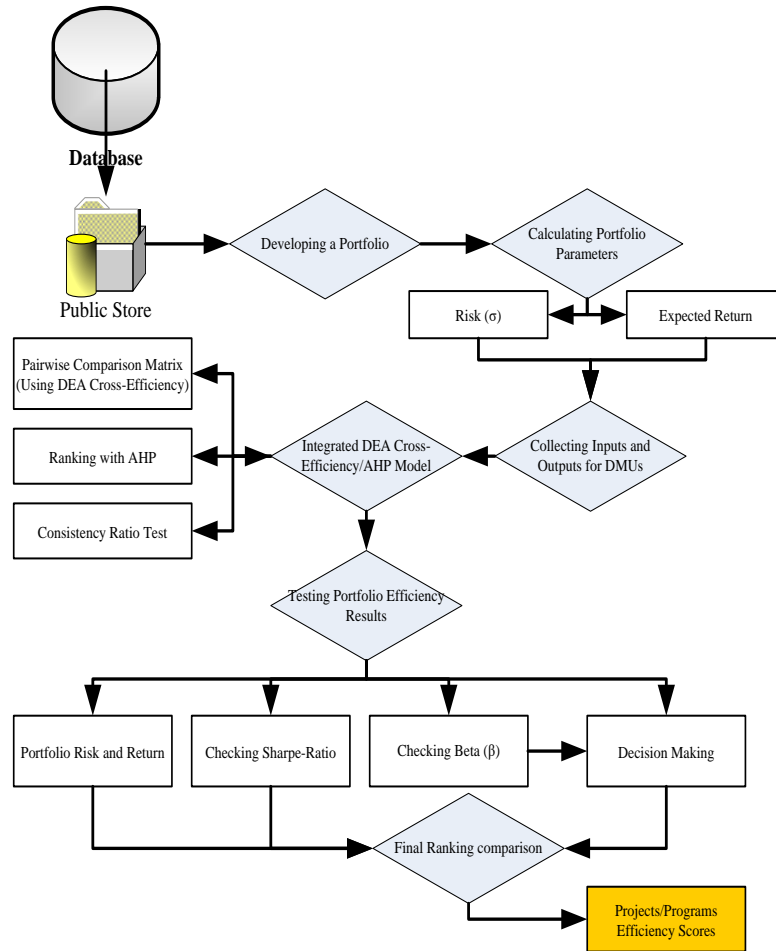 Database
Public Store
Developing a Portfolio
Calculating Portfolio
Parameters
Risk (σ)
Expected Return
Pairwise Comparison Matrix
(Using DEA Cross-Efficiency)
Ranking with AHP
Consistency Ratio Test
Integrated DEA Cross-
Efficiency/AHP Model
Collecting Inputs and
Outputs for DMUs
Testing Portfolio Efficiency
Results
Portfolio Risk and Return
Checking Sharpe-Ratio
Checking Beta (β)
Decision Making
Final Ranking comparison
Projects/Programs
Efficiency Scores